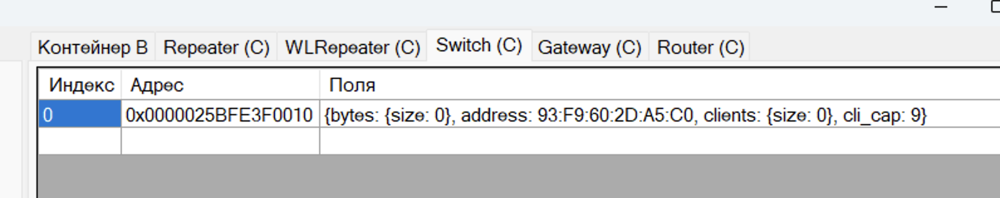 Контейнер B Repeater (C) WLRepeater (C) Switch (C) Gateway (C) Router (C)
Индекс Адрес Поля
0 0x0000025BFE3F0010 {bytes: {size: 0}, address: 93:F9:60:2D:A5:C0, clients: {size: 0}, cli_cap: 9}